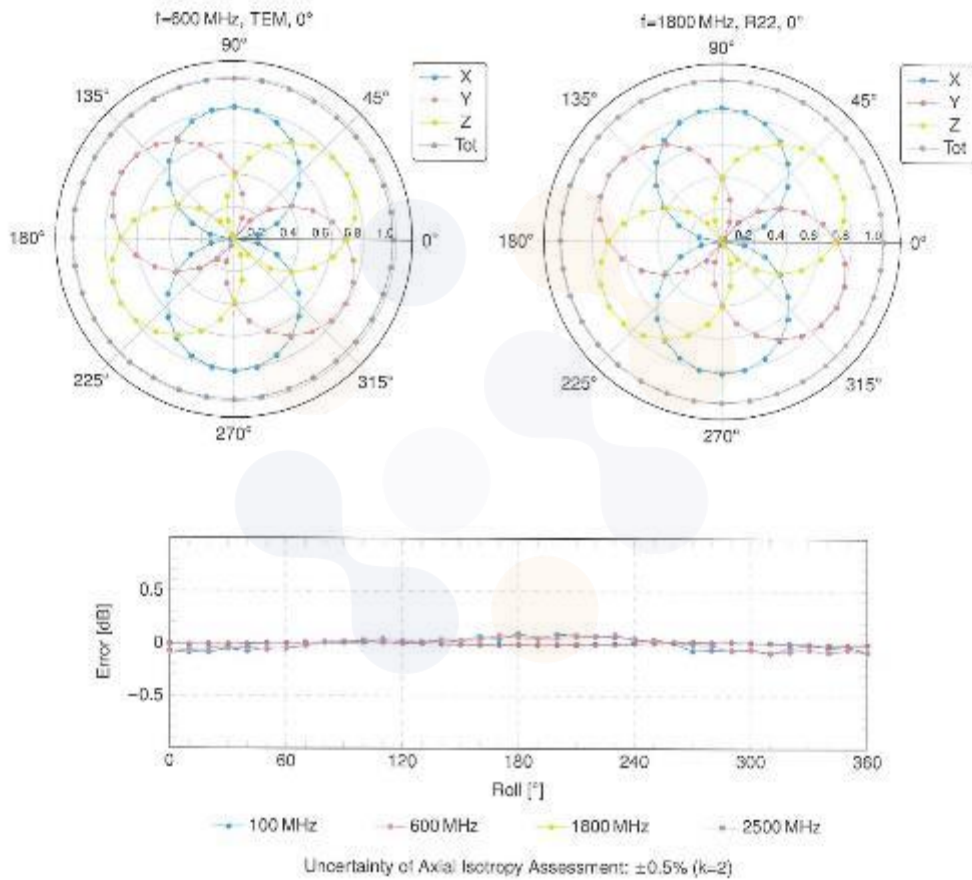 f=600 MHz, TEM, 0°
90°
135°
45°
X
Y
Z
Tot
180°
0.2 0.4 0.6 0.8 1.0
0°
225°
315°
270°
f=1800 MHz, R22, 0°
90°
135°
45°
X
Y
Z
Tot
180°
0.2 0.4 0.6 0.8 1.0
0°
225°
315°
270°
Error [dB]
0.5
0
−0.5
0 60 120 180 240 300 360
Roll [°]
100 MHz 600 MHz 1800 MHz 2500 MHz
Uncertainty of Axial Isotropy Assessment: ±0.5% (k=2)